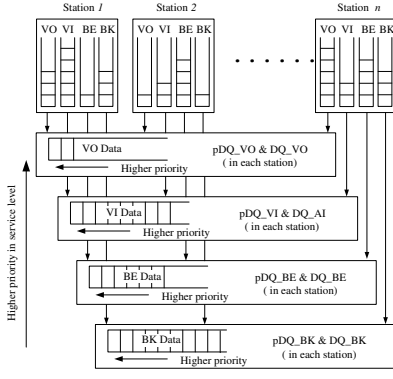 Station 1
Station 2
Station n
VO VI BE BK
VO VI BE BK
VO VI BE BK
VO Data
pDQ_VO & DQ_VO
( in each station)
Higher priority
VI Data
pDQ_VI & DQ_AI
( in each station)
Higher priority
BE Data
pDQ_BE & DQ_BE
( in each station)
Higher priority
BK Data
pDQ_BK & DQ_BK
( in each station)
Higher priority
Higher priority in service level